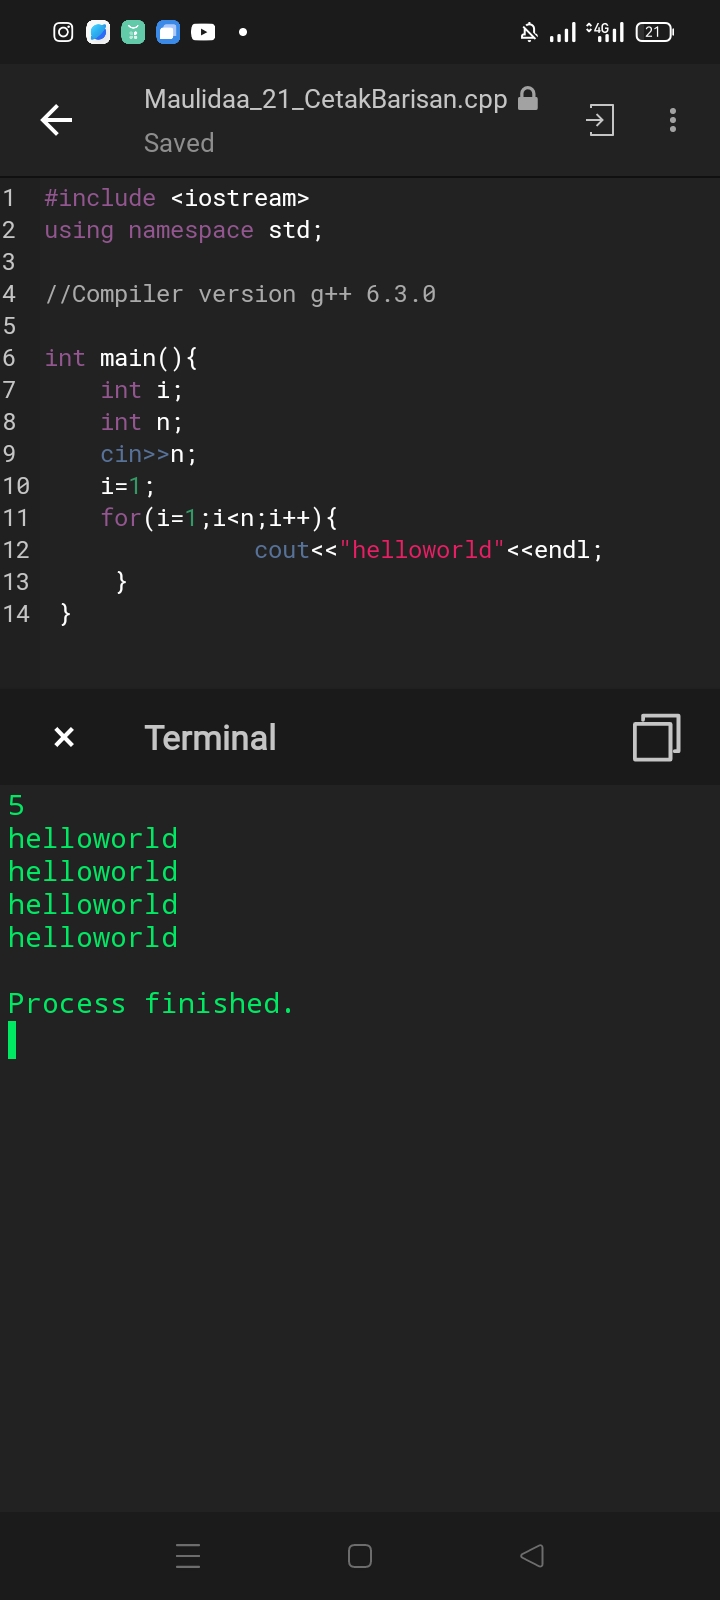 4G 21
Maulidaa_21_CetakBarisan.cpp
Saved
1 #include <iostream>
2 using namespace std;
3
4 //Compiler version g++ 6.3.0
5
6 int main(){
7     int i;
8     int n;
9     cin>>n;
10     i=1;
11     for(i=1;i<n;i++){
12                cout<<"helloworld"<<endl;
13      }
14  }
× Terminal
5
helloworld
helloworld
helloworld
helloworld
Process finished.